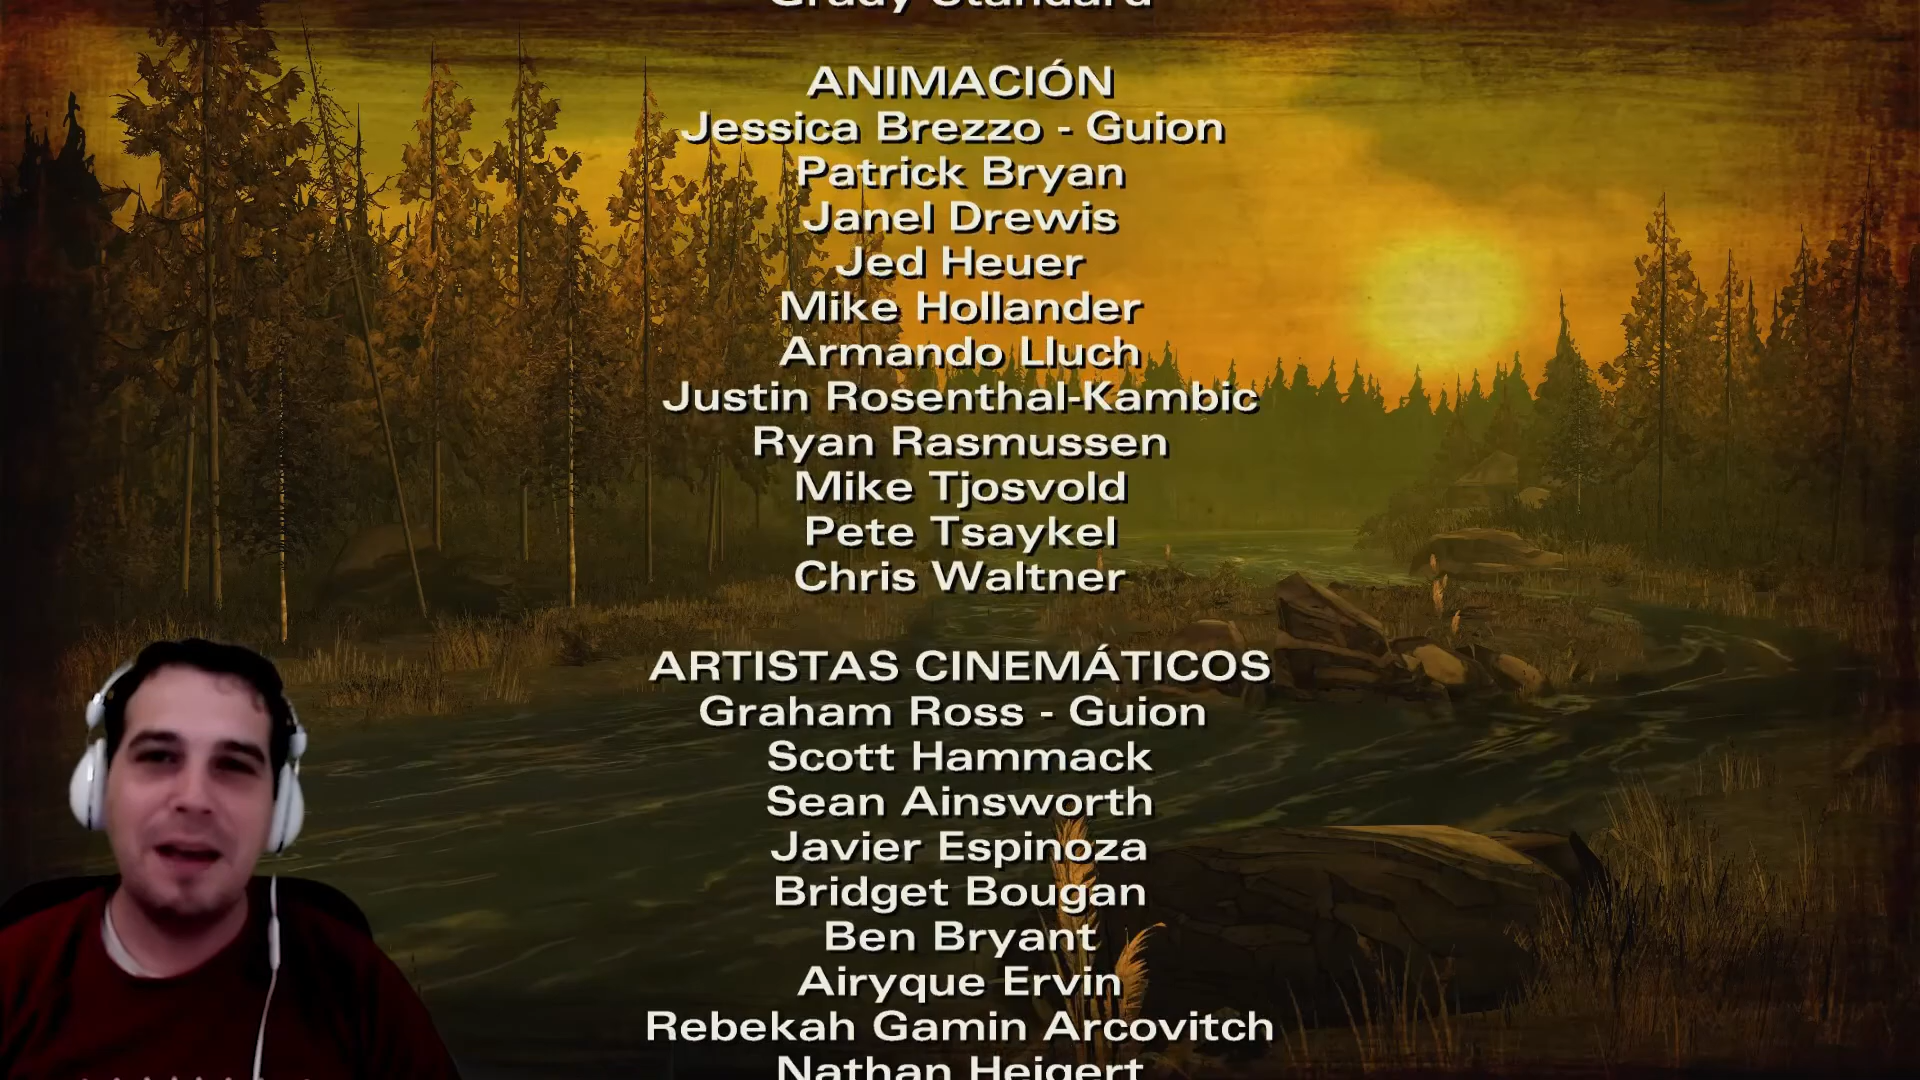 Grady Standard
ANIMACIÓN
Jessica Brezzo - Guion
Patrick Bryan
Janel Drewis
Jed Heuer
Mike Hollander
Armando Lluch
Justin Rosenthal-Kambic
Ryan Rasmussen
Mike Tjosvold
Pete Tsaykel
Chris Waltner
ARTISTAS CINEMÁTICOS
Graham Ross - Guion
Scott Hammack
Sean Ainsworth
Javier Espinoza
Bridget Bougan
Ben Bryant
Airyque Ervin
Rebekah Gamin Arcovitch
Nathan Heigert